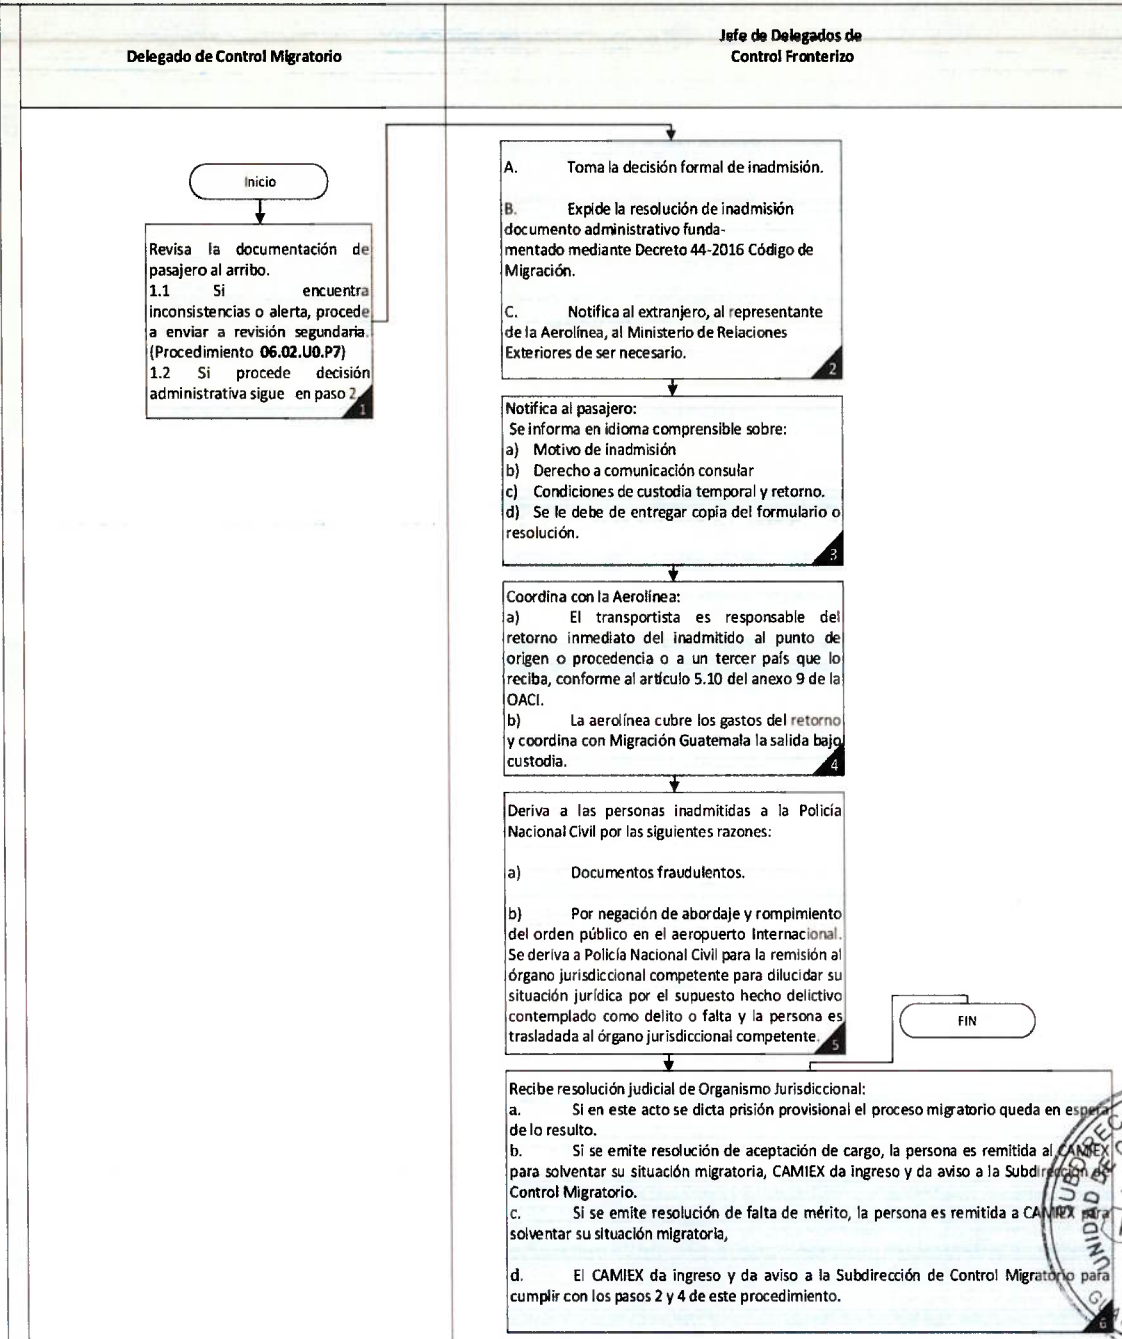 Delegado de Control Migratorio
Jefe de Delegados de
Control Fronterizo
Inicio
Revisa la documentación de
pasajero al arribo.
1.1 Si encuentra
inconsistencias o alerta, procede
a enviar a revisión segundaria.
(Procedimiento 06.02.U0.P7)
1.2 Si procede decisión
administrativa sigue en paso 2.
1
A. Toma la decisión formal de inadmisión.
B. Expide la resolución de inadmisión
documento administrativo funda-
mentado mediante Decreto 44-2016 Código de
Migración.
C. Notifica al extranjero, al representante
de la Aerolínea, al Ministerio de Relaciones
Exteriores de ser necesario.
2
Notifica al pasajero:
Se informa en idioma comprensible sobre:
a) Motivo de inadmisión
b) Derecho a comunicación consular
c) Condiciones de custodia temporal y retorno.
d) Se le debe de entregar copia del formulario o
resolución.
3
Coordina con la Aerolínea:
a) El transportista es responsable del
retorno inmediato del inadmitido al punto de
origen o procedencia o a un tercer país que lo
reciba, conforme al artículo 5.10 del anexo 9 de la
OACI.
b) La aerolínea cubre los gastos del retorno
y coordina con Migración Guatemala la salida bajo
custodia.
4
Deriva a las personas inadmitidas a la Policía
Nacional Civil por las siguientes razones:
a) Documentos fraudulentos.
b) Por negación de abordaje y rompimiento
del orden público en el aeropuerto Internacional.
Se deriva a Policía Nacional Civil para la remisión al
órgano jurisdiccional competente para dilucidar su
situación jurídica por el supuesto hecho delictivo
contemplado como delito o falta y la persona es
trasladada al órgano jurisdiccional competente.
5
FIN
Recibe resolución judicial de Organismo Jurisdiccional:
a. Si en este acto se dicta prisión provisional el proceso migratorio queda en espera
de lo resulto.
b. Si se emite resolución de aceptación de cargo, la persona es remitida al CAMIEX
para solventar su situación migratoria, CAMIEX da ingreso y da aviso a la Subdirección de
Control Migratorio.
c. Si se emite resolución de falta de mérito, la persona es remitida a CAMIEX para
solventar su situación migratoria,
d. El CAMIEX da ingreso y da aviso a la Subdirección de Control Migratorio para
cumplir con los pasos 2 y 4 de este procedimiento.
6
UNIDAD DE